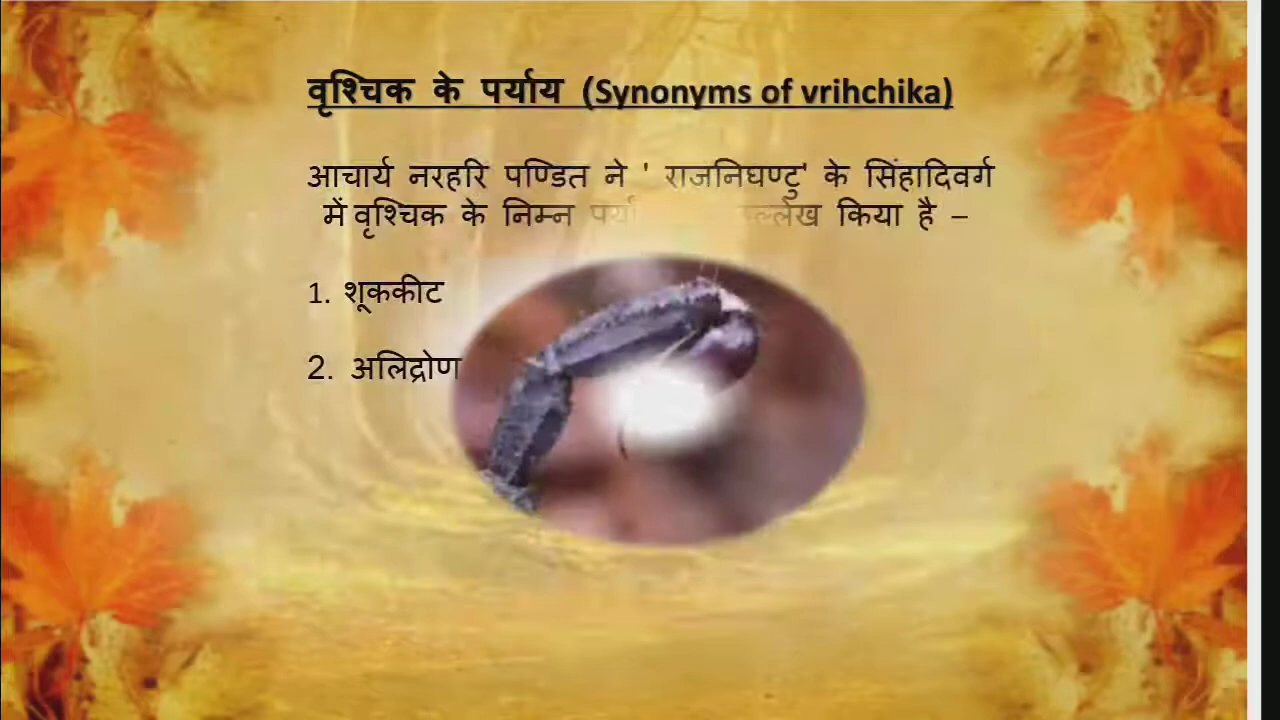 वृश्चिक के पर्याय (Synonyms of vrihchika)
आचार्य नरहरि पण्डित ने ' राजनिघण्टु' के सिंहादिवर्ग
में वृश्चिक के निम्न किया है –
1. शूककीट
2. अलिद्रोण